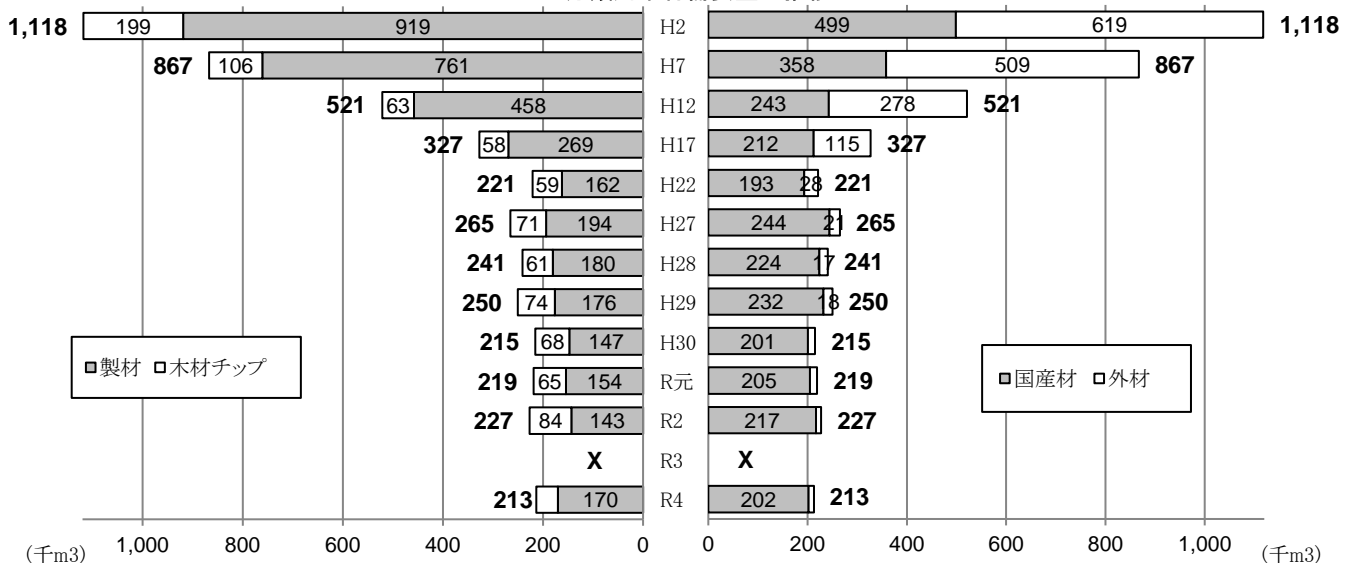 1,118 199 919 H2 499 619 1,118
867 106 761 H7 358 509 867
521 63 458 H12 243 278 521
327 58 269 H17 212 115 327
221 59 162 H22 193 28 221
265 71 194 H27 244 21 265
241 61 180 H28 224 17 241
250 74 176 H29 232 18 250
215 68 147 H30 201 215
製材 木材チップ
国産材 外材
219 65 154 R元 205 219
227 84 143 R2 217 227
X R3 X
213 170 R4 202 213
1,000 800 600 400 200 0 0 200 400 600 800 1,000
(千m3) (千m3)